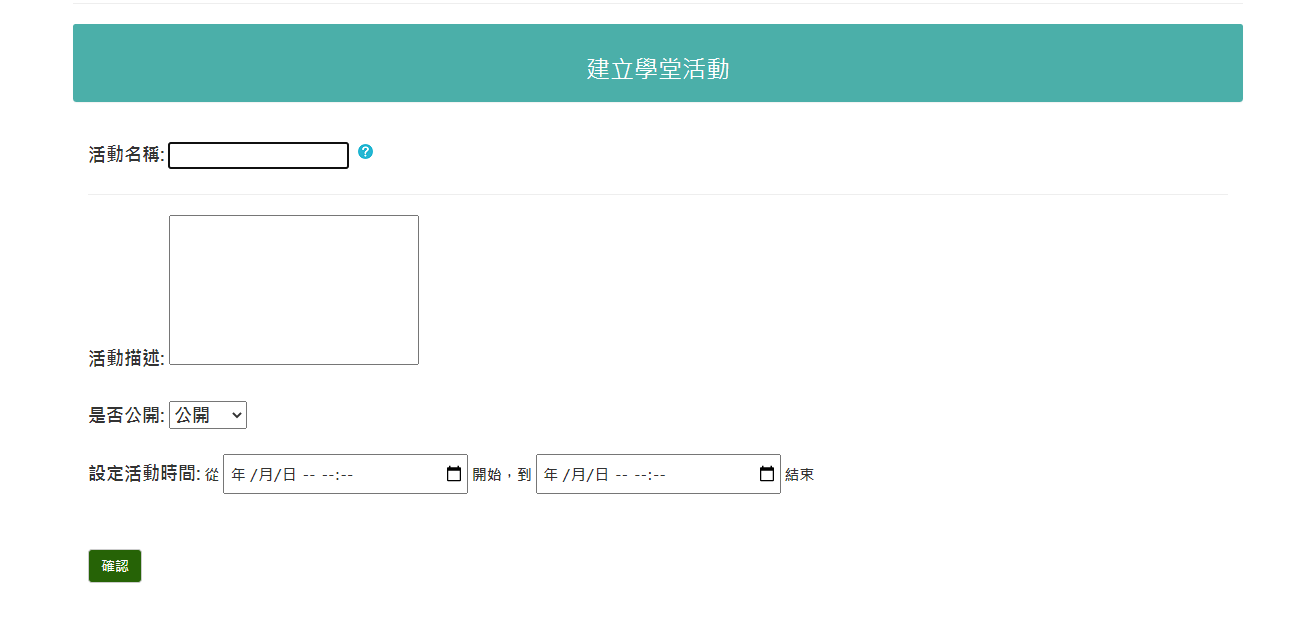 建立學堂活動
活動名稱: ?
活動描述:
是否公開: 公開
設定活動時間: 從 年 /月/日 -- --:-- 開始，到 年 /月/日 -- --:-- 結束
確認